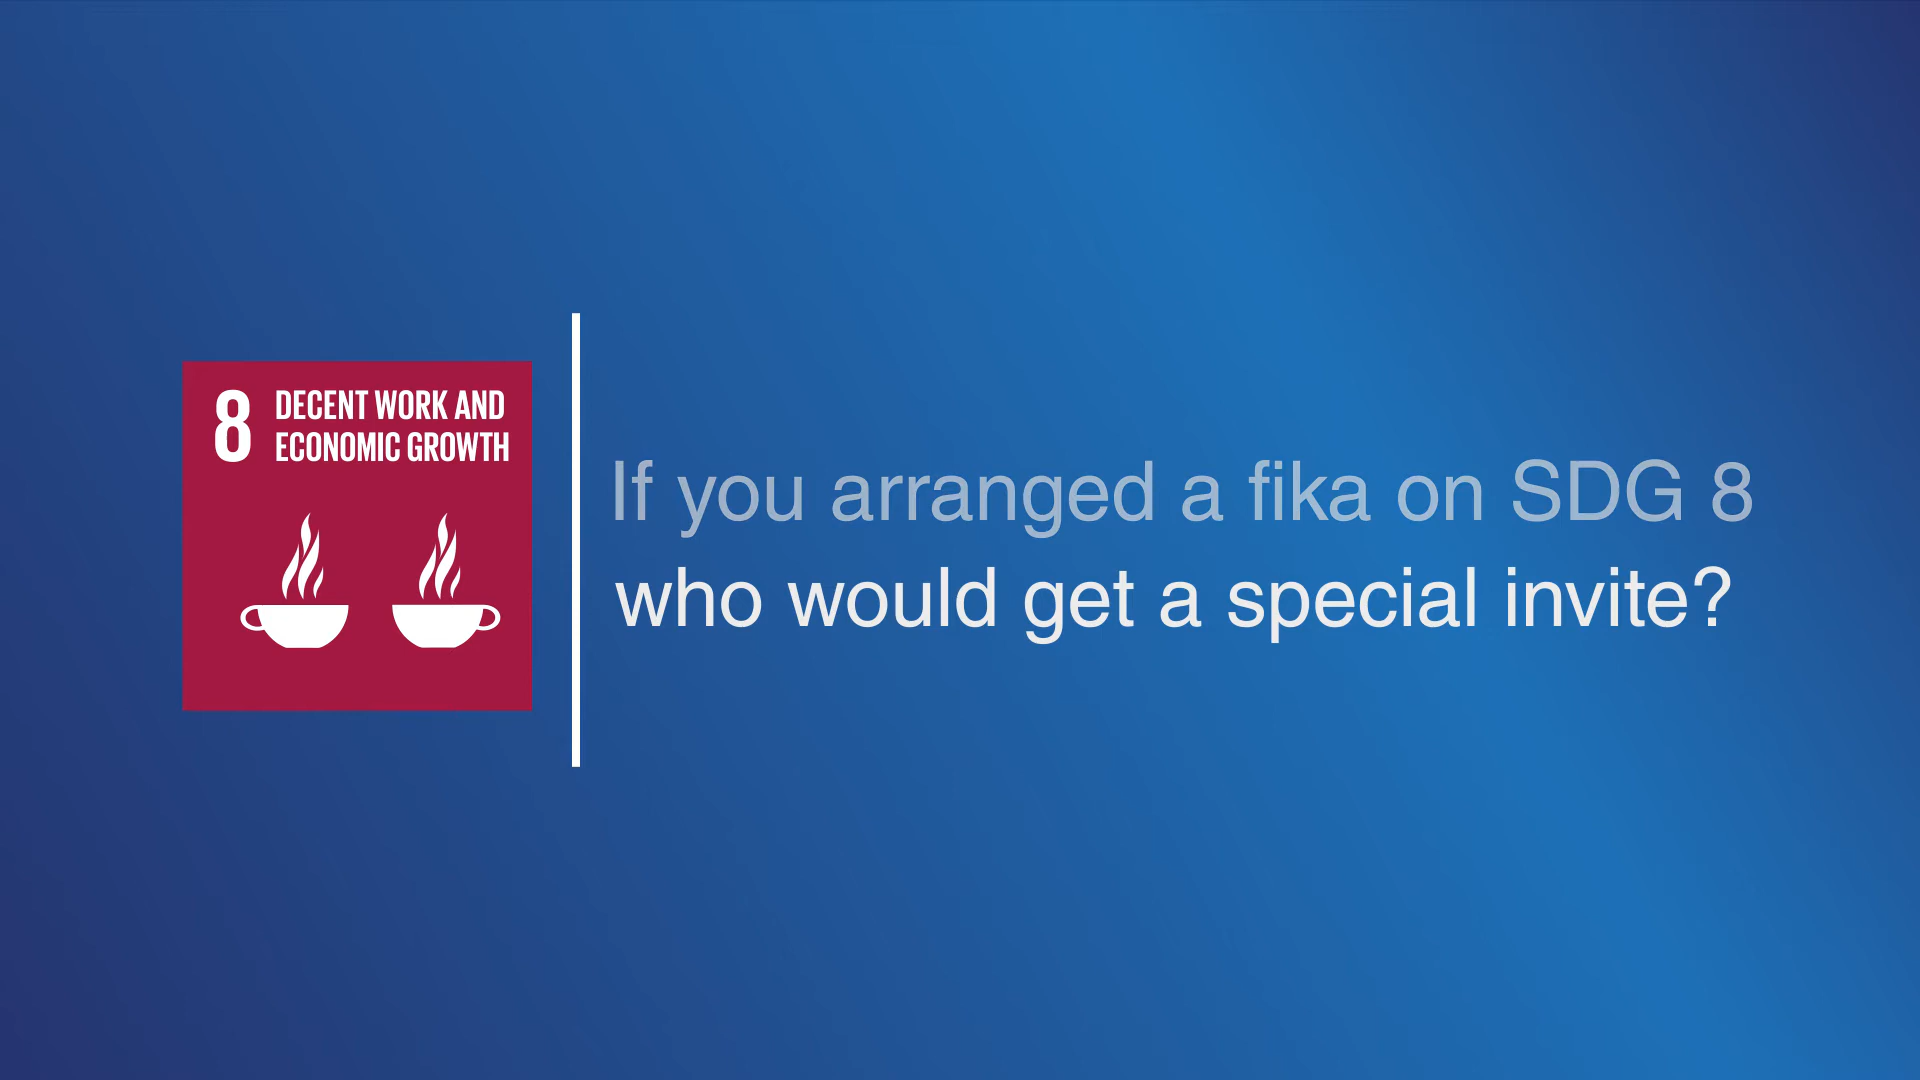 8
DECENT WORK AND
ECONOMIC GROWTH
If you arranged a fika on SDG 8
who would get a special invite?